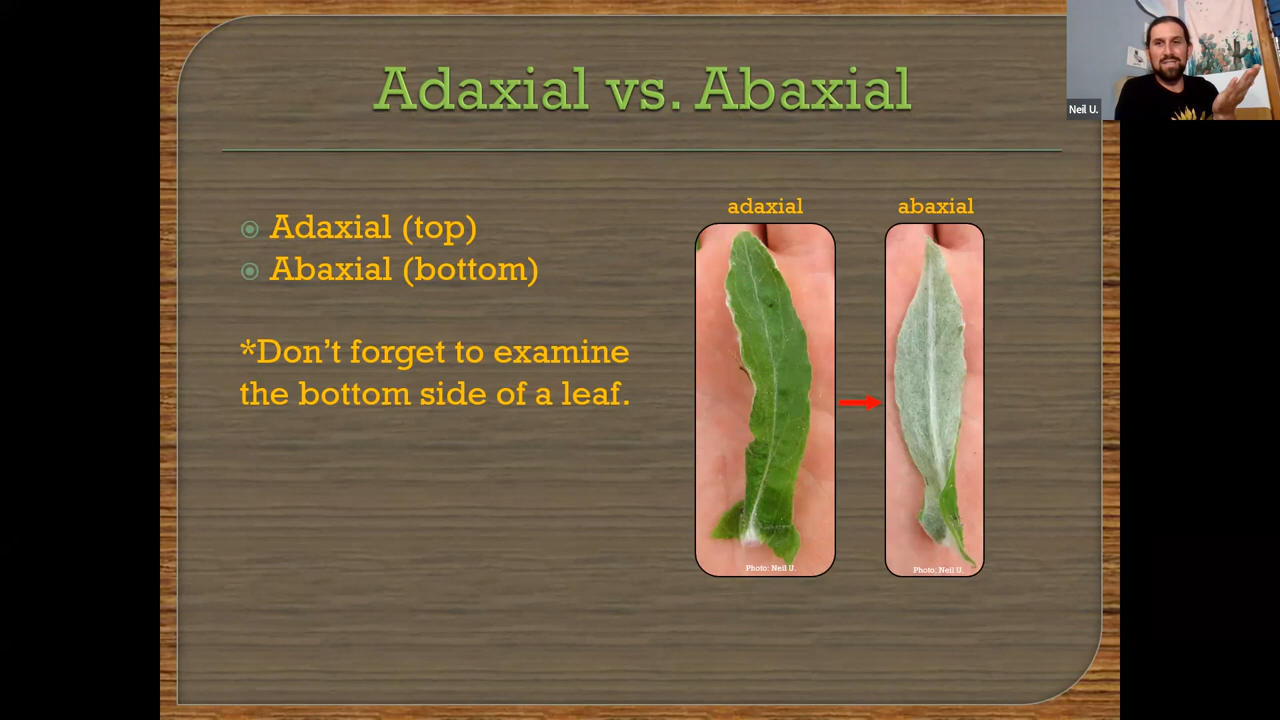 Adaxial vs. Abaxial
Neil U.
Adaxial (top)
Abaxial (bottom)
*Don't forget to examine
the bottom side of a leaf.
adaxial
abaxial
Photo: Neil U.
Photo: Neil U.